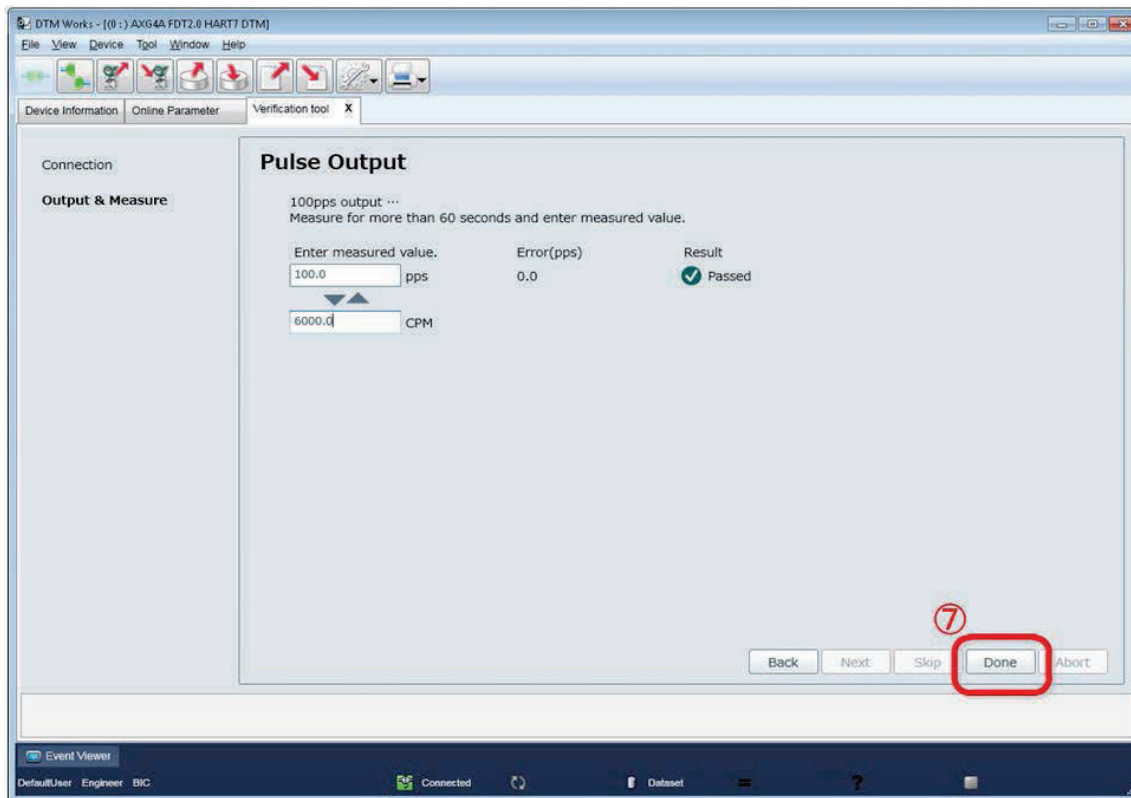 DTM Works - [(0 : ) AXG4A FDT2.0 HART7 DTM]
File View Device Tool Window Help
Device Information Online Parameter Verification tool X
Connection
Output & Measure
Pulse Output
100pps output ...
Measure for more than 60 seconds and enter measured value.
Enter measured value. Error(pps) Result
100.0 pps 0.0 Passed
6000.0 CPM
⑦
Back Next Skip Done Abort
Event Viewer
DefaultUser Engineer BIC Connected Dataset = ?